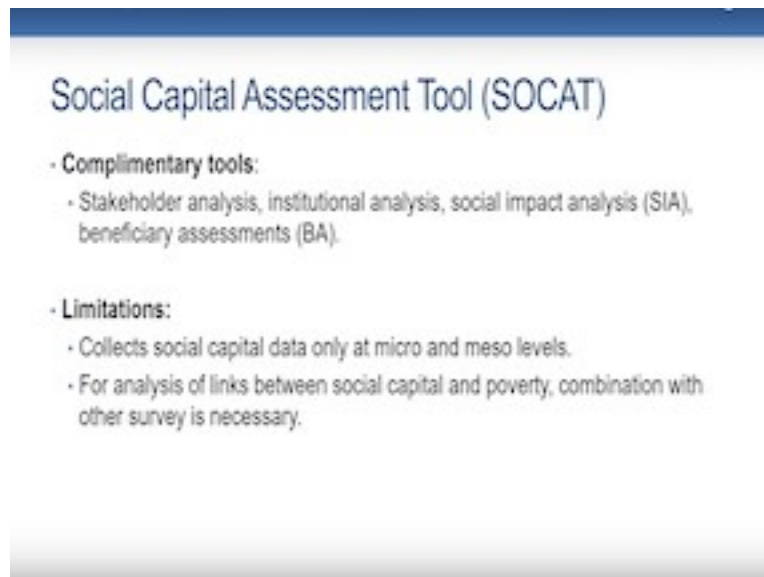 Social Capital Assessment Tool (SOCAT)
- Complimentary tools:
- Stakeholder analysis, institutional analysis, social impact analysis (SIA),
beneficiary assessments (BA).
- Limitations:
- Collects social capital data only at micro and meso levels.
- For analysis of links between social capital and poverty, combination with
other survey is necessary.